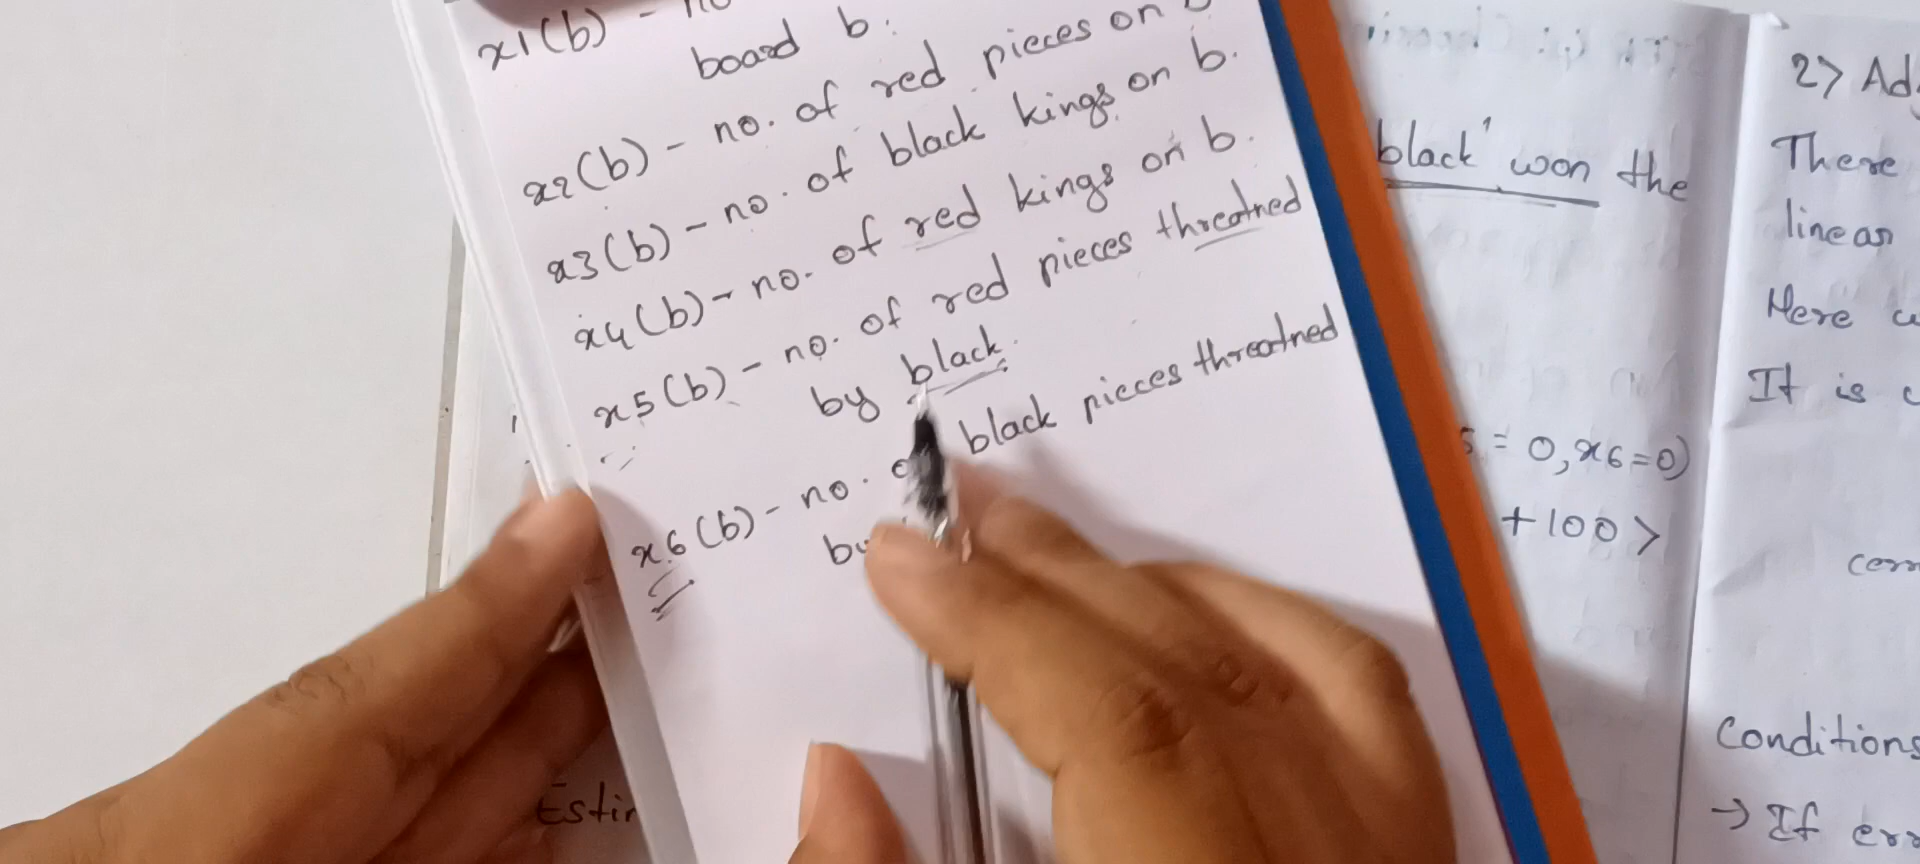 x1(b) -
board b.
x2(b) - no. of red pieces on
x3(b) - no. of black kings on b.
x4(b) - no. of red kings on b.
x5(b) - no. of red pieces threatned
by black.
x6(b) - no. black pieces threatned
Estir
'black' won the
= 0, x6=0)
+100>
2> Ad
There
linear
Here
It is
Conditions
→ If err